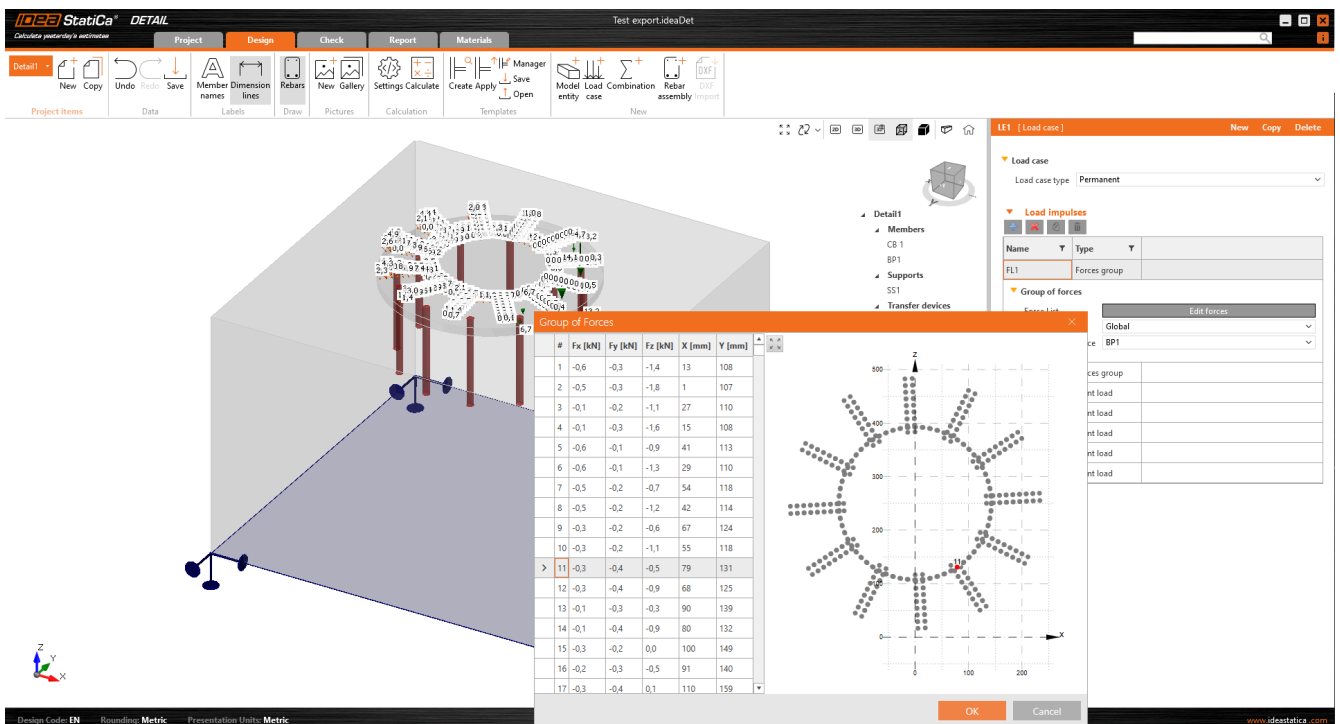 IDEA StatiCa® DETAIL
Calculate yesterday's estimates
Test export.ideaDet
Project Design Check Report Materials
Detail1
New Copy Undo Redo Save Member names Dimension lines Rebars New Gallery Settings Calculate Create Apply Manager Save Open Model entity Load case Combination Rebar assembly DXF Import
Project Items Data Labels Draw Pictures Calculation Templates New
LE1 [Load case] New Copy Delete
Load case
Load case type Permanent
Load impulses
Name Type
FL1 Forces group
Group of forces
Edit forces
Global
BP1
ces group
nt load
nt load
nt load
nt load
nt load
Detail1
Members
CB 1
BP1
Supports
SS1
Transfer devices
Group of Forces
# Fx [kN] Fy [kN] Fz [kN] X [mm] Y [mm]
1 -0,6 -0,3 -1,4 13 108
2 -0,5 -0,3 -1,8 1 107
3 -0,1 -0,2 -1,1 27 110
4 -0,1 -0,3 -1,6 15 108
5 -0,6 -0,1 -0,9 41 113
6 -0,6 -0,1 -1,3 29 110
7 -0,5 -0,2 -0,7 54 118
8 -0,5 -0,2 -1,2 42 114
9 -0,3 -0,2 -0,6 67 124
10 -0,3 -0,2 -1,1 55 118
11 -0,3 -0,4 -0,5 79 131
12 -0,3 -0,4 -0,9 68 125
13 -0,1 -0,3 -0,3 90 139
14 -0,1 -0,4 -0,9 80 132
15 -0,3 -0,2 0,0 100 149
16 -0,2 -0,3 -0,5 91 140
17 -0,3 -0,4 0,1 110 159
z
600
400
300
200
100
0
11
x
0 100 200
OK Cancel
Z
Y
X
Design Code: EN Rounding: Metric Presentation Units: Metric
www.ideastatica.com